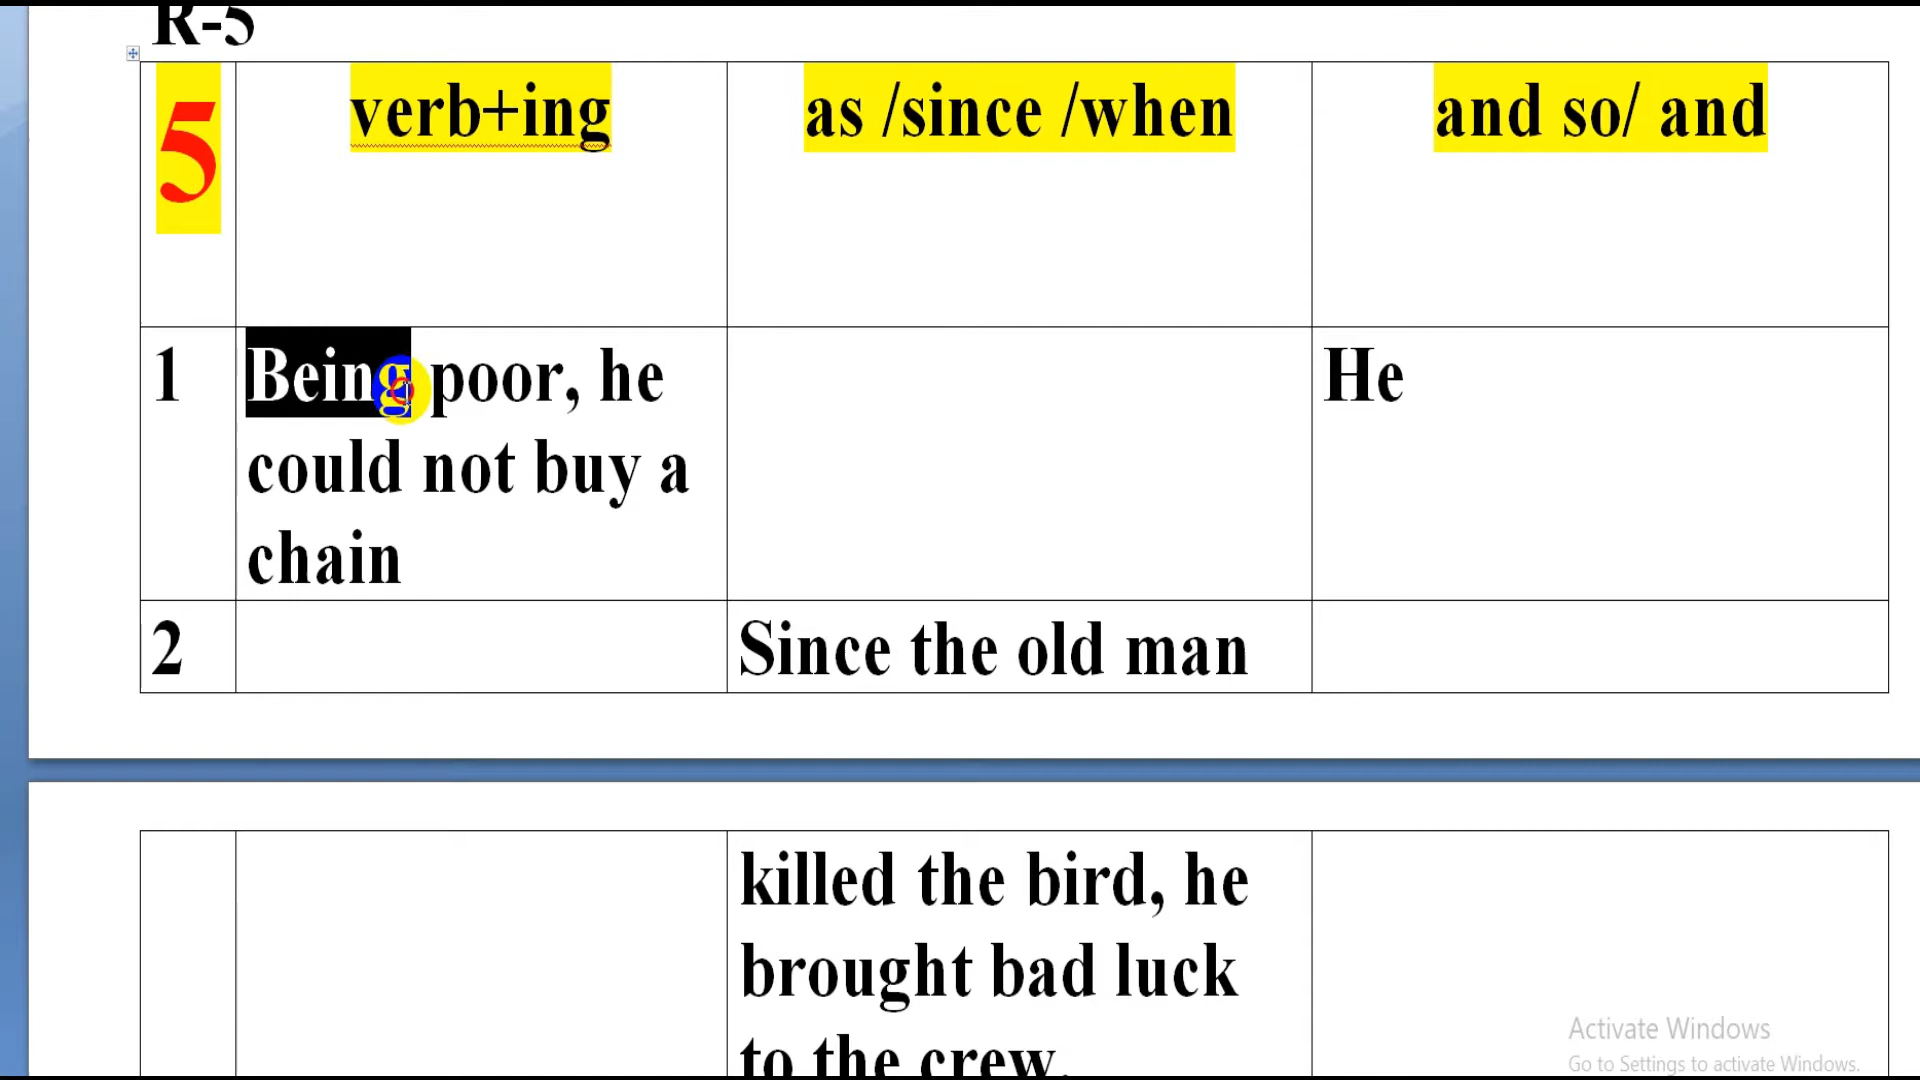 R-5
5
verb+ing
as /since /when
and so/ and
1
Being poor, he
could not buy a
chain
He
2
Since the old man
killed the bird, he
brought bad luck
to the crew.
Activate Windows
Go to Settings to activate Windows.